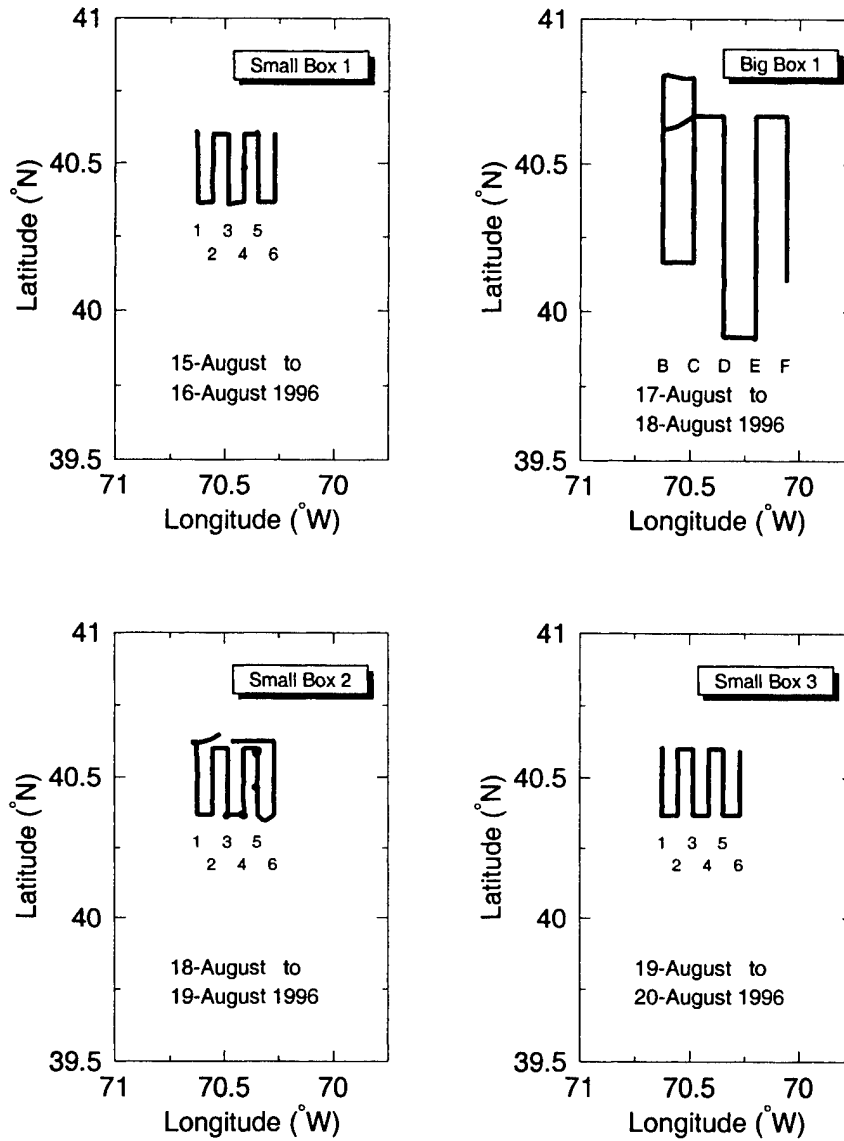 Small Box 1
41
40.5
40
39.5
Latitude (°N)
1 3 5
2 4 6
15-August to
16-August 1996
71 70.5 70
Longitude (°W)
Big Box 1
41
40.5
40
39.5
Latitude (°N)
B C D E F
17-August to
18-August 1996
71 70.5 70
Longitude (°W)
Small Box 2
41
40.5
40
39.5
Latitude (°N)
1 3 5
2 4 6
18-August to
19-August 1996
71 70.5 70
Longitude (°W)
Small Box 3
41
40.5
40
39.5
Latitude (°N)
1 3 5
2 4 6
19-August to
20-August 1996
71 70.5 70
Longitude (°W)